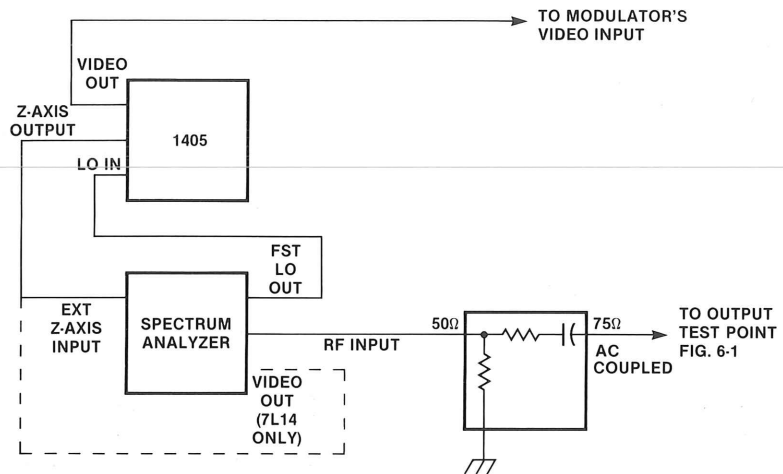 TO MODULATOR'S
VIDEO INPUT
VIDEO
OUT
Z-AXIS
OUTPUT
1405
LO IN
FST
LO
OUT
EXT
Z-AXIS
INPUT
SPECTRUM
ANALYZER
RF INPUT
50Ω
75Ω
AC
COUPLED
TO OUTPUT
TEST POINT
FIG. 6-1
VIDEO
OUT
(7L14
ONLY)